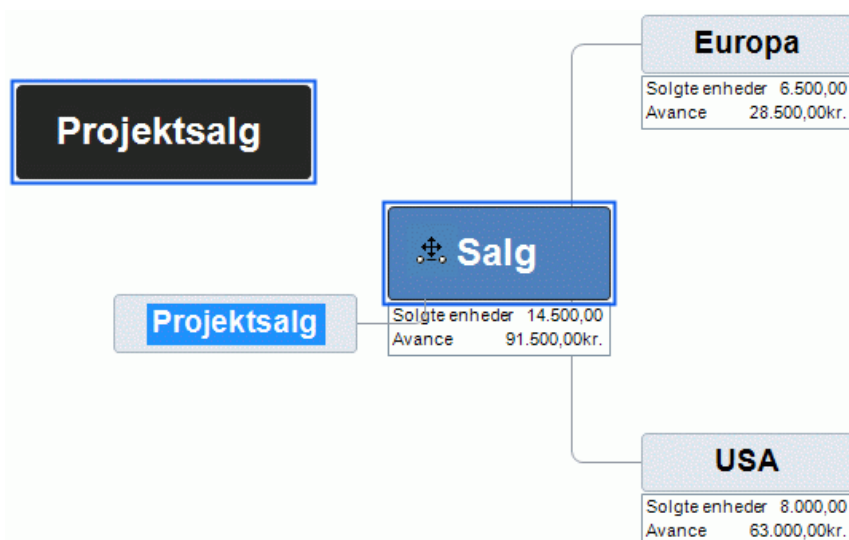 Europa
Solgte enheder 6.500,00
Avance 28.500,00kr.
Projektsalg
Salg
Solgte enheder 14.500,00
Avance 91.500,00kr.
Projektsalg
USA
Solgte enheder 8.000,00
Avance 63.000,00kr.